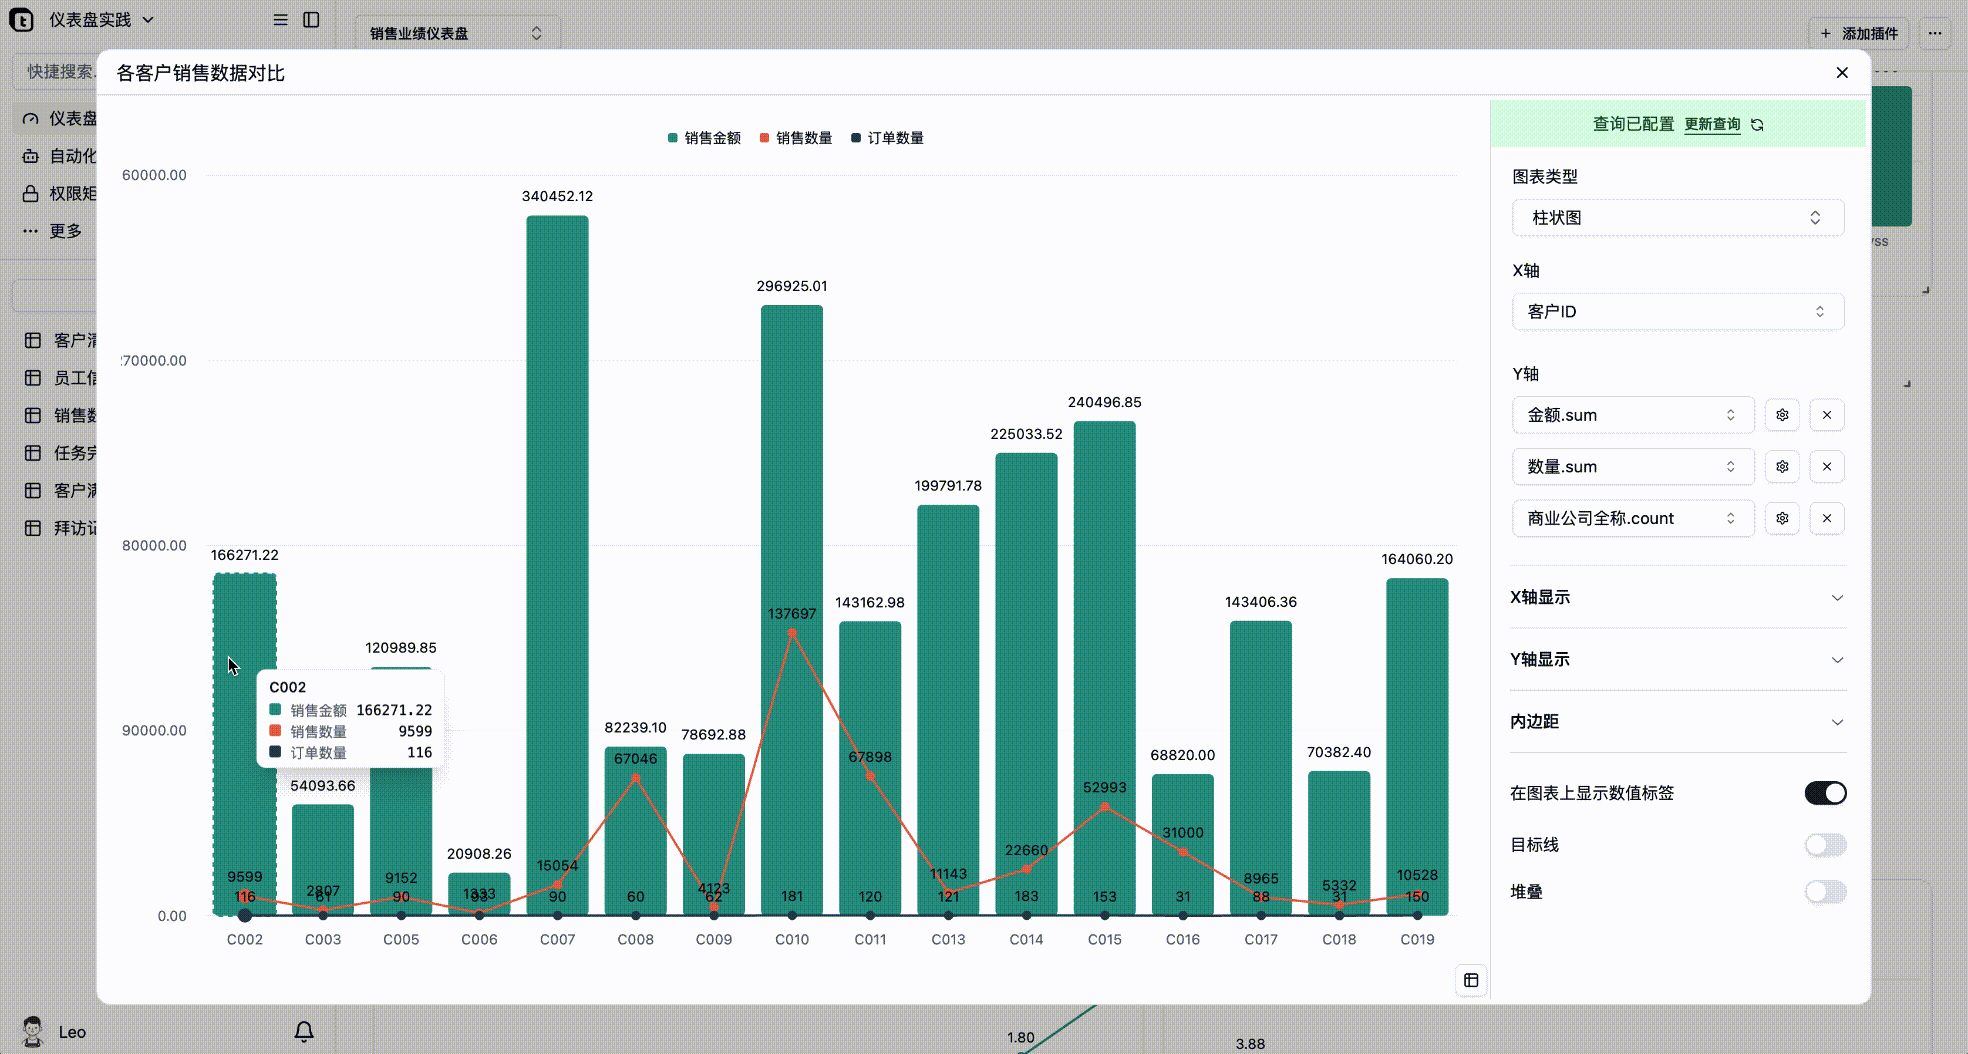 仪表盘实践
销售业绩仪表盘
添加插件
快捷搜索
仪表盘
自动化
权限矩
更多
客户
员工信
销售数
任务完
客户满
拜访记
Leo
各客户销售数据对比
销售金额 销售数量 订单数量
60000.00
70000.00
80000.00
90000.00
0.00
166271.22
54093.66
120989.85
20908.26
340452.12
82239.10
78692.88
296925.01
143162.98
199791.78
225033.52
240496.85
68820.00
143406.36
70382.40
164060.20
9599
2807
9152
1333
15054
67046
4123
137697
67898
11143
22660
52993
31000
8965
5332
10528
116
61
90
93
90
60
62
181
120
121
183
153
31
88
31
150
C002 C003 C005 C006 C007 C008 C009 C010 C011 C013 C014 C015 C016 C017 C018 C019
C002
销售金额 166271.22
销售数量 9599
订单数量 116
查询已配置 更新查询
图表类型
柱状图
X轴
客户ID
Y轴
金额.sum
数量.sum
商业公司全称.count
X轴显示
Y轴显示
内边距
在图表上显示数值标签
目标线
堆叠
1.80
3.88